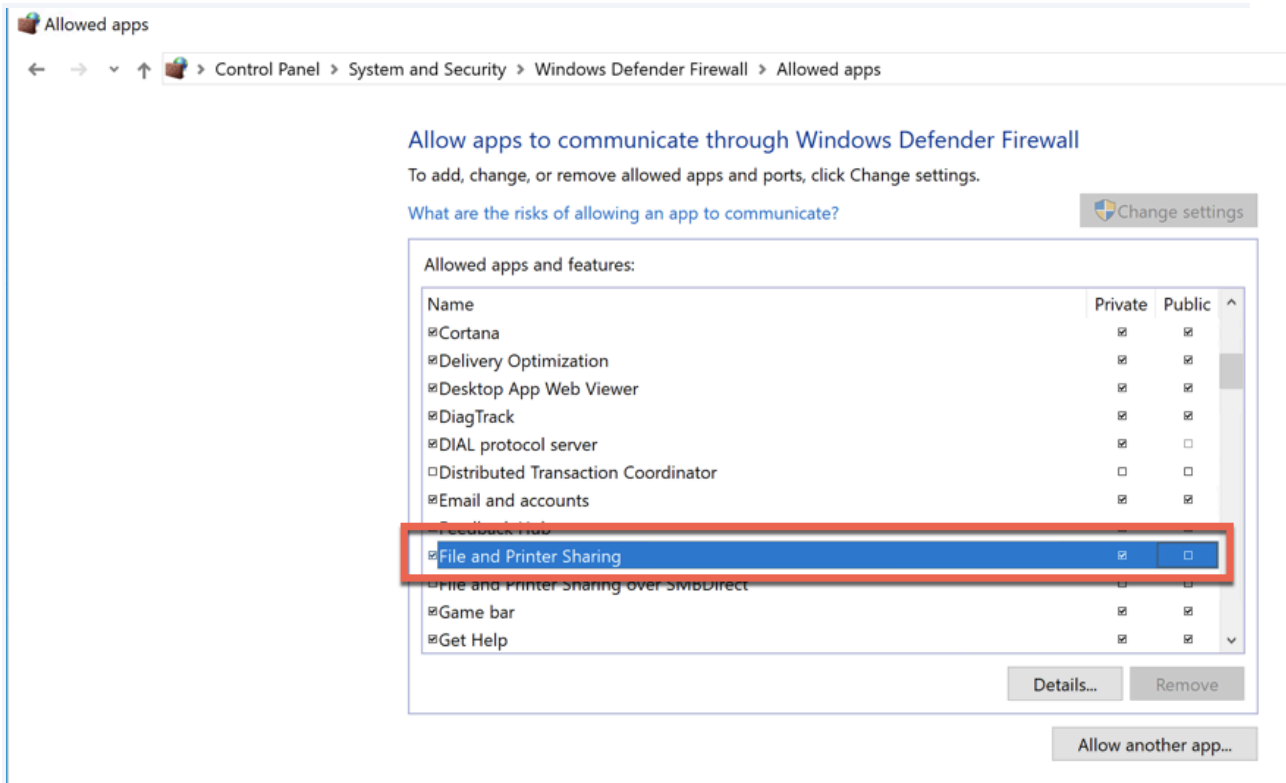 Allowed apps
Control Panel > System and Security > Windows Defender Firewall > Allowed apps
Allow apps to communicate through Windows Defender Firewall
To add, change, or remove allowed apps and ports, click Change settings.
What are the risks of allowing an app to communicate?
Change settings
Allowed apps and features:
Name Private Public
Cortana
Delivery Optimization
Desktop App Web Viewer
DiagTrack
DIAL protocol server
Distributed Transaction Coordinator
Email and accounts
Feedback Hub
File and Printer Sharing
File and Printer Sharing over SMBDirect
Game bar
Get Help
Details... Remove
Allow another app...